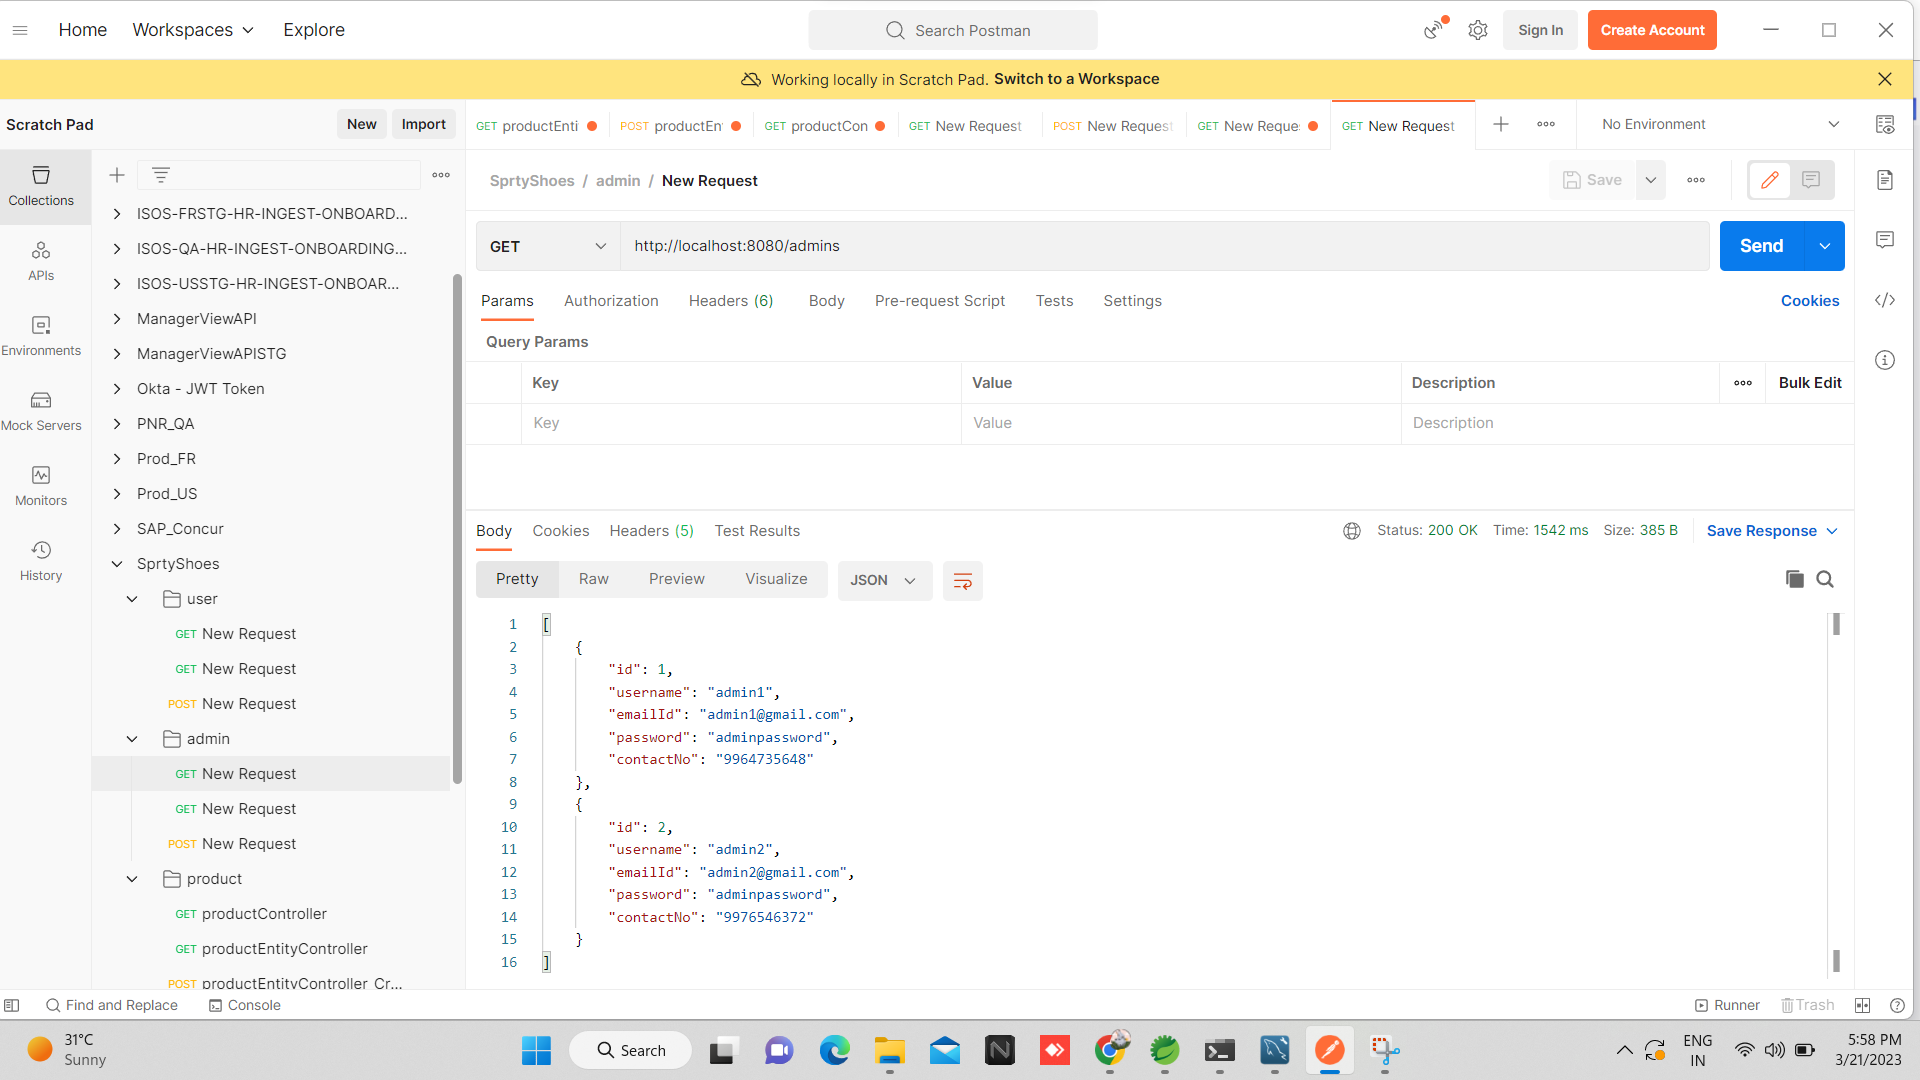 Home Workspaces Explore Search Postman Sign In Create Account
Working locally in Scratch Pad. Switch to a Workspace
Scratch Pad New Import
GET productEnti POST productEn GET productCon GET New Request POST New Request GET New Reque GET New Request No Environment
Collections
APIs
Environments
Mock Servers
Monitors
History
ISOS-FRSTG-HR-INGEST-ONBOARD...
ISOS-QA-HR-INGEST-ONBOARDING...
ISOS-USSTG-HR-INGEST-ONBOAR...
ManagerViewAPI
ManagerViewAPISTG
Okta - JWT Token
PNR_QA
Prod_FR
Prod_US
SAP_Concur
SprtyShoes
user
GET New Request
GET New Request
POST New Request
admin
GET New Request
GET New Request
POST New Request
product
GET productController
GET productEntityController
POST productEntityController Cr...
SprtyShoes / admin / New Request Save
GET http://localhost:8080/admins Send
Params Authorization Headers (6) Body Pre-request Script Tests Settings Cookies
Query Params
Key Value Description Bulk Edit
Key Value Description
Body Cookies Headers (5) Test Results Status: 200 OK Time: 1542 ms Size: 385 B Save Response
Pretty Raw Preview Visualize JSON
1 [
2 {
3 "id": 1,
4 "username": "admin1",
5 "emailId": "admin1@gmail.com",
6 "password": "adminpassword",
7 "contactNo": "9964735648"
8 },
9 {
10 "id": 2,
11 "username": "admin2",
12 "emailId": "admin2@gmail.com",
13 "password": "adminpassword",
14 "contactNo": "9976546372"
15 }
16 ]
Find and Replace Console Runner Trash
31°C
Sunny
Search
ENG
IN
5:58 PM
3/21/2023